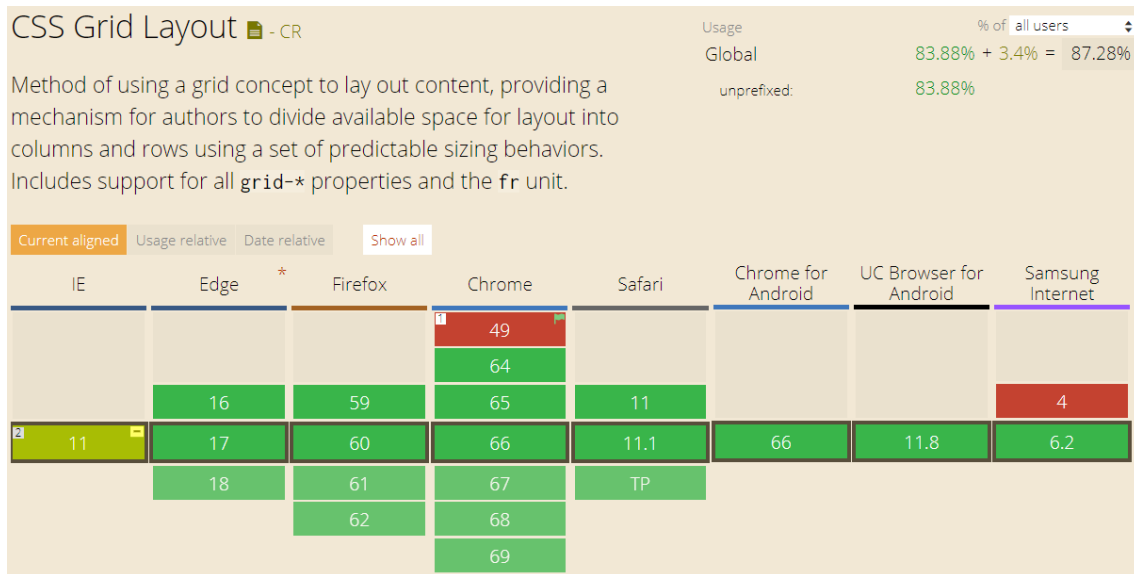 CSS Grid Layout - CR
Usage % of all users
Global 83.88% + 3.4% = 87.28%
unprefixed: 83.88%
Method of using a grid concept to lay out content, providing a
mechanism for authors to divide available space for layout into
columns and rows using a set of predictable sizing behaviors.
Includes support for all grid-* properties and the fr unit.
Current aligned Usage relative Date relative Show all
IE Edge * Firefox Chrome Safari Chrome for Android UC Browser for Android Samsung Internet
1 49
64
16 59 65 11 4
2 11 17 60 66 11.1 66 11.8 6.2
18 61 67 TP
62 68
69